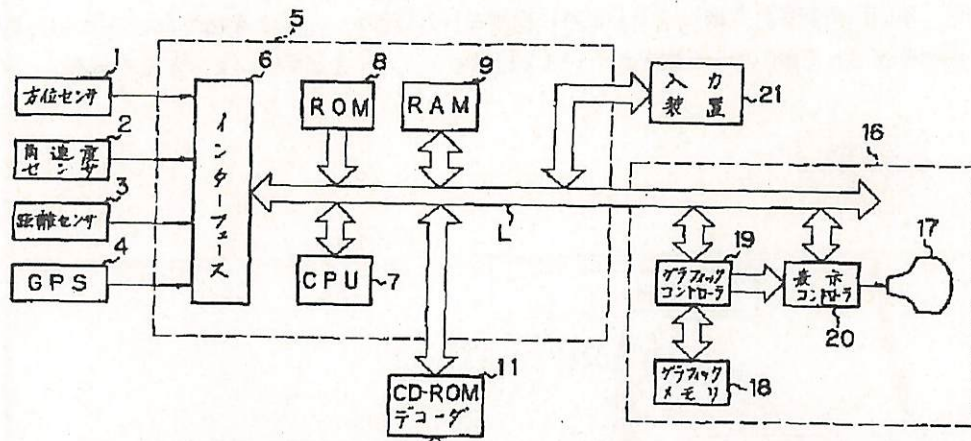 5
1
方位センサ
2
角速度
センサ
3
距離センサ
4
GPS
6
インターフェース
8
ROM
9
RAM
CPU
7
L
入力
装置
21
16
19
グラフィック
コントローラ
表示
コントローラ
20
17
グラフィック
メモリ
18
11
CD-ROM
デコーダ